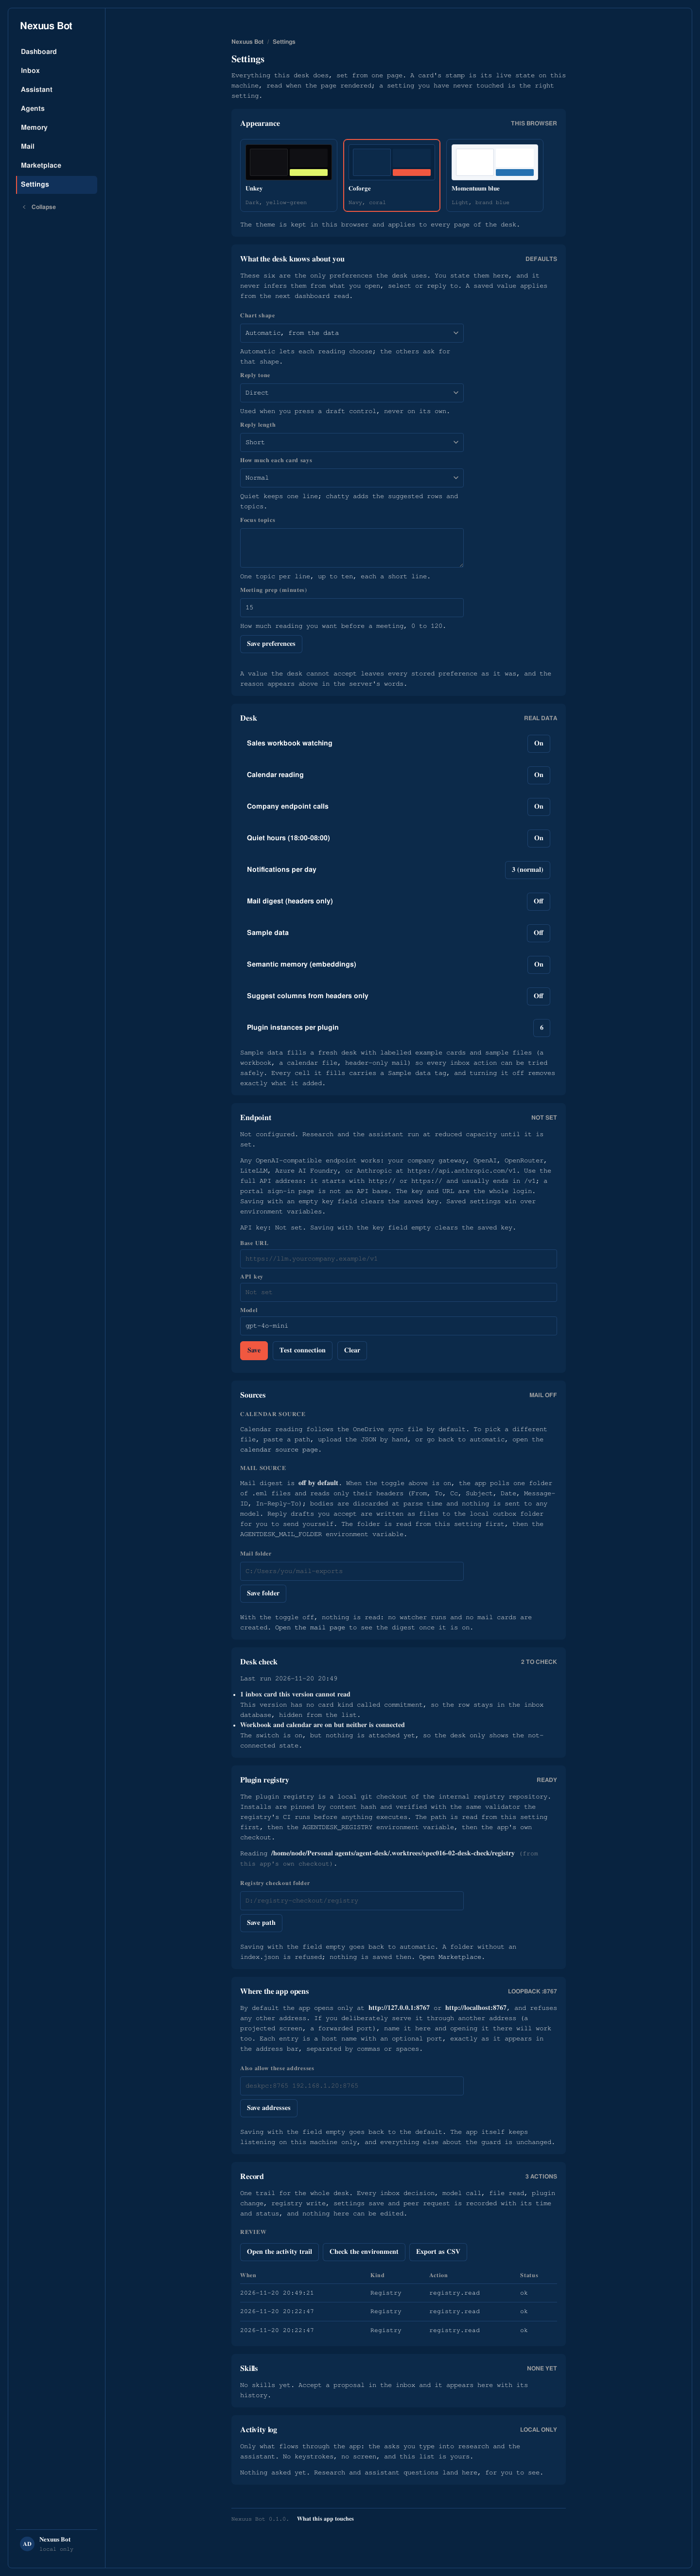 Nexuus Bot
Dashboard
Inbox
Assistant
Agents
Memory
Mail
Marketplace
Settings
Collapse
Nexuus Bot / Settings
Settings
Everything this desk does, set from one page. A card's stamp is its live state on this
machine, read when the page rendered; a setting you have never touched is the right
setting.
Appearance
THIS BROWSER
Unkey
Dark, yellow-green
Coforge
Navy, coral
Momentuum blue
Light, brand blue
The theme is kept in this browser and applies to every page of the desk.
What the desk knows about you
DEFAULTS
These six are the only preferences the desk uses. You state them here, and it
never infers them from what you open, select or reply to. A saved value applies
from the next dashboard read.
Chart shape
Automatic, from the data
Automatic lets each reading choose; the others ask for
that shape.
Reply tone
Direct
Used when you press a draft control, never on its own.
Reply length
Short
How much each card says
Normal
Quiet keeps one line; chatty adds the suggested rows and
topics.
Focus topics
One topic per line, up to ten, each a short line.
Meeting prep (minutes)
15
How much reading you want before a meeting, 0 to 120.
Save preferences
A value the desk cannot accept leaves every stored preference as it was, and the
reason appears above in the server's words.
Desk
REAL DATA
Sales workbook watching
On
Calendar reading
On
Company endpoint calls
On
Quiet hours (18:00-08:00)
On
Notifications per day
3 (normal)
Mail digest (headers only)
Off
Sample data
Off
Semantic memory (embeddings)
On
Suggest columns from headers only
Off
Plugin instances per plugin
6
Sample data fills a fresh desk with labelled example cards and sample files (a
workbook, a calendar file, header-only mail) so every inbox action can be tried
safely. Every cell it fills carries a Sample data tag, and turning it off removes
exactly what it added.
Endpoint
NOT SET
Not configured. Research and the assistant run at reduced capacity until it is
set.
Any OpenAI-compatible endpoint works: your company gateway, OpenAI, OpenRouter,
LiteLLM, Azure AI Foundry, or Anthropic at https://api.anthropic.com/v1. Use the
full API address: it starts with http:// or https:// and usually ends in /v1; a
portal sign-in page is not an API base. The key and URL are the whole login.
Saving with an empty key field clears the saved key. Saved settings win over
environment variables.
API key: Not set. Saving with the key field empty clears the saved key.
Base URL
https://llm.yourcompany.example/v1
API key
Not set
Model
gpt-4o-mini
Save
Test connection
Clear
Sources
MAIL OFF
CALENDAR SOURCE
Calendar reading follows the OneDrive sync file by default. To pick a different
file, paste a path, upload the JSON by hand, or go back to automatic, open the
calendar source page.
MAIL SOURCE
Mail digest is off by default. When the toggle above is on, the app polls one folder
of .eml files and reads only their headers (From, To, Cc, Subject, Date, Message-
ID, In-Reply-To); bodies are discarded at parse time and nothing is sent to any
model. Reply drafts you accept are written as files to the local outbox folder
for you to send yourself. The folder is read from this setting first, then the
AGENTDESK_MAIL_FOLDER environment variable.
Mail folder
C:/Users/you/mail-exports
Save folder
With the toggle off, nothing is read: no watcher runs and no mail cards are
created. Open the mail page to see the digest once it is on.
Desk check
2 TO CHECK
Last run 2026-11-20 20:49
1 inbox card this version cannot read
This version has no card kind called commitment, so the row stays in the inbox
database, hidden from the list.
Workbook and calendar are on but neither is connected
The switch is on, but nothing is attached yet, so the desk only shows the not-
connected state.
Plugin registry
READY
The plugin registry is a local git checkout of the internal registry repository.
Installs are pinned by content hash and verified with the same validator the
registry's CI runs before anything executes. The path is read from this setting
first, then the AGENTDESK_REGISTRY environment variable, then the app's own
checkout.
Reading /home/node/Personal agents/agent-desk/.worktrees/spec016-02-desk-check/registry (from
this app's own checkout).
Registry checkout folder
D:/registry-checkout/registry
Save path
Saving with the field empty goes back to automatic. A folder without an
index.json is refused; nothing is saved then. Open Marketplace.
Where the app opens
LOOPBACK :8767
By default the app opens only at http://127.0.0.1:8767 or http://localhost:8767, and refuses
any other address. If you deliberately serve it through another address (a
projected screen, a forwarded port), name it here and opening it there will work
too. Each entry is a host name with an optional port, exactly as it appears in
the address bar, separated by commas or spaces.
Also allow these addresses
deskpc:8765 192.168.1.20:8765
Save addresses
Saving with the field empty goes back to the default. The app itself keeps
listening on this machine only, and everything else about the guard is unchanged.
Record
3 ACTIONS
One trail for the whole desk. Every inbox decision, model call, file read, plugin
change, registry write, settings save and peer request is recorded with its time
and status, and nothing here can be edited.
REVIEW
Open the activity trail
Check the environment
Export as CSV
When Kind Action Status
2026-11-20 20:49:21 Registry registry.read ok
2026-11-20 20:22:47 Registry registry.read ok
2026-11-20 20:22:47 Registry registry.read ok
Skills
NONE YET
No skills yet. Accept a proposal in the inbox and it appears here with its
history.
Activity log
LOCAL ONLY
Only what flows through the app: the asks you type into research and the
assistant. No keystrokes, no screen, and this list is yours.
Nothing asked yet. Research and assistant questions land here, for you to see.
Nexuus Bot 0.1.0. What this app touches
AD
Nexuus Bot
local only